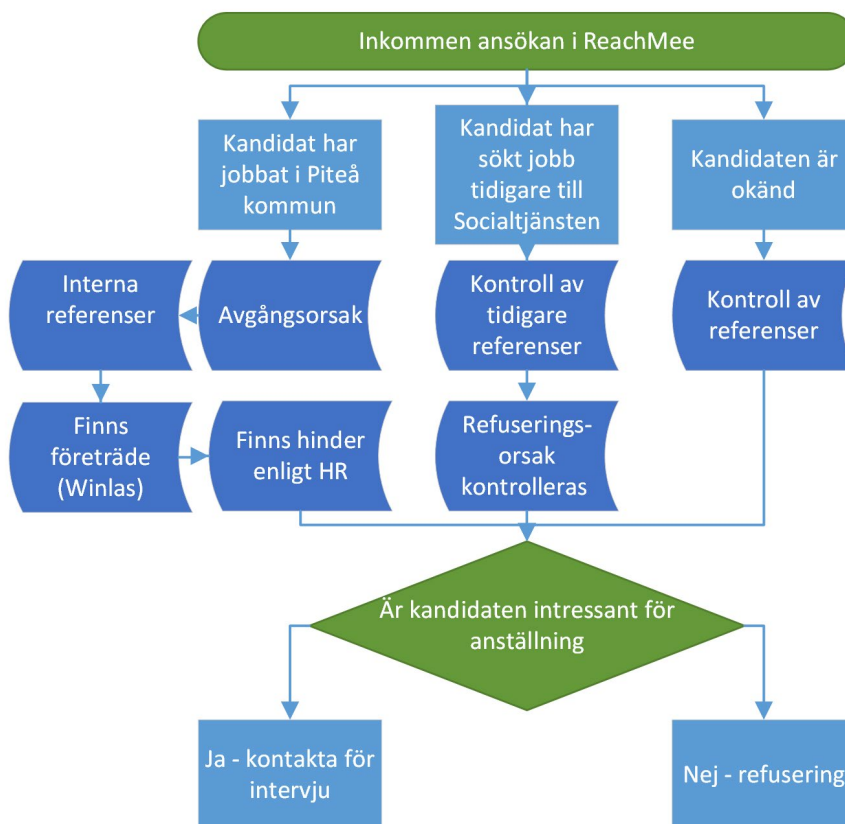 Inkommen ansökan i ReachMee
Kandidat har
jobbat i Piteå
kommun
Kandidat har
sökt jobb
tidigare till
Socialtjänsten
Kandidaten är
okänd
Interna
referenser
Avgångsorsak
Kontroll av
tidigare
referenser
Kontroll av
referenser
Finns
företräde
(Winlas)
Finns hinder
enligt HR
Refuserings-
orsak
kontrolleras
Är kandidaten intressant för
anställning
Ja - kontakta för
intervju
Nej - refusering